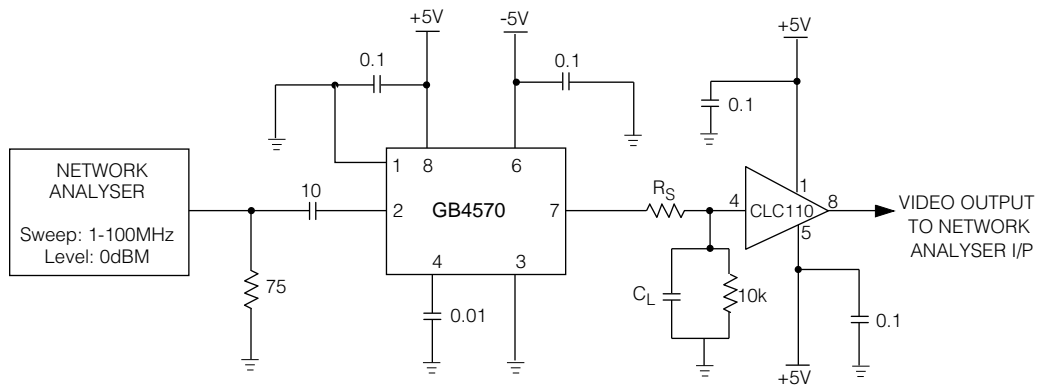 +5V
-5V
+5V
0.1
0.1
0.1
1
8
6
NETWORK
ANALYSER
Sweep: 1-100MHz
Level: 0dBM
10
2
GB4570
7
RS
4
CLC110
1
8
5
VIDEO OUTPUT
TO NETWORK
ANALYSER I/P
75
4
3
0.01
CL
10k
0.1
+5V